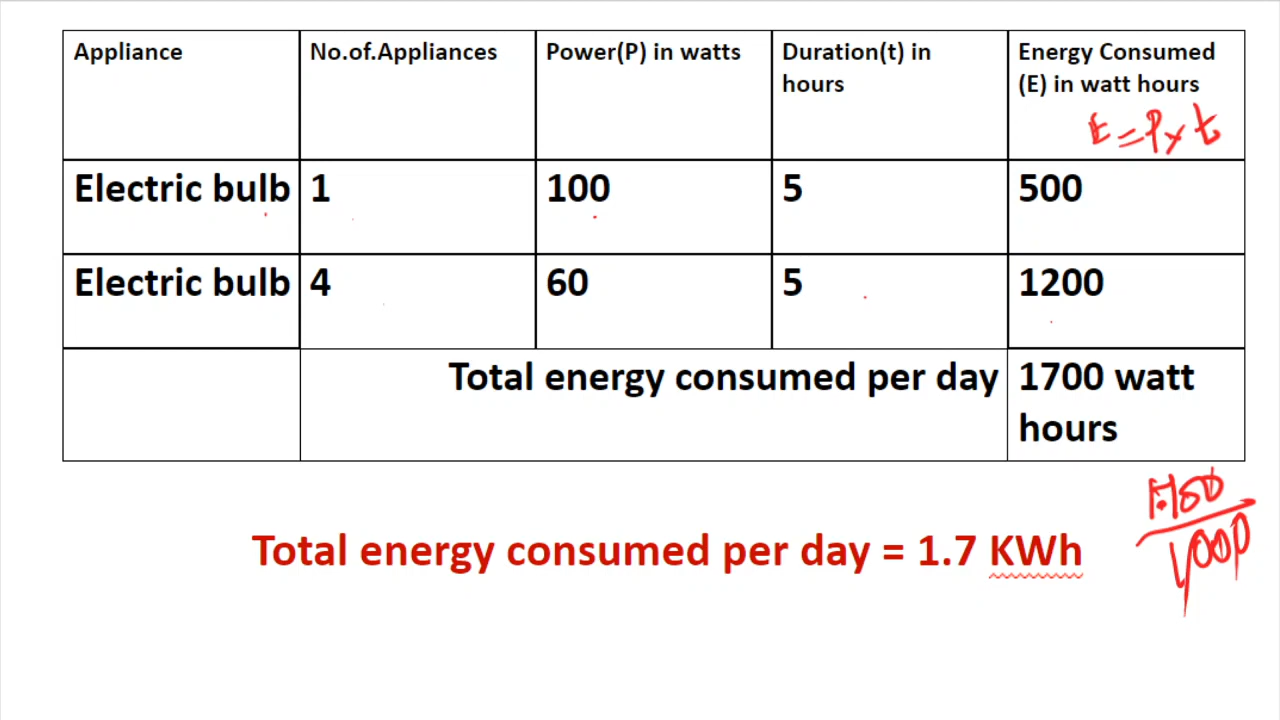 Appliance
No.of.Appliances
Power(P) in watts
Duration(t) in
hours
Energy Consumed
(E) in watt hours
E = P x t
Electric bulb
1
100
5
500
Electric bulb
4
60
5
1200
Total energy consumed per day
1700 watt
hours
Total energy consumed per day = 1.7 KWh
1000